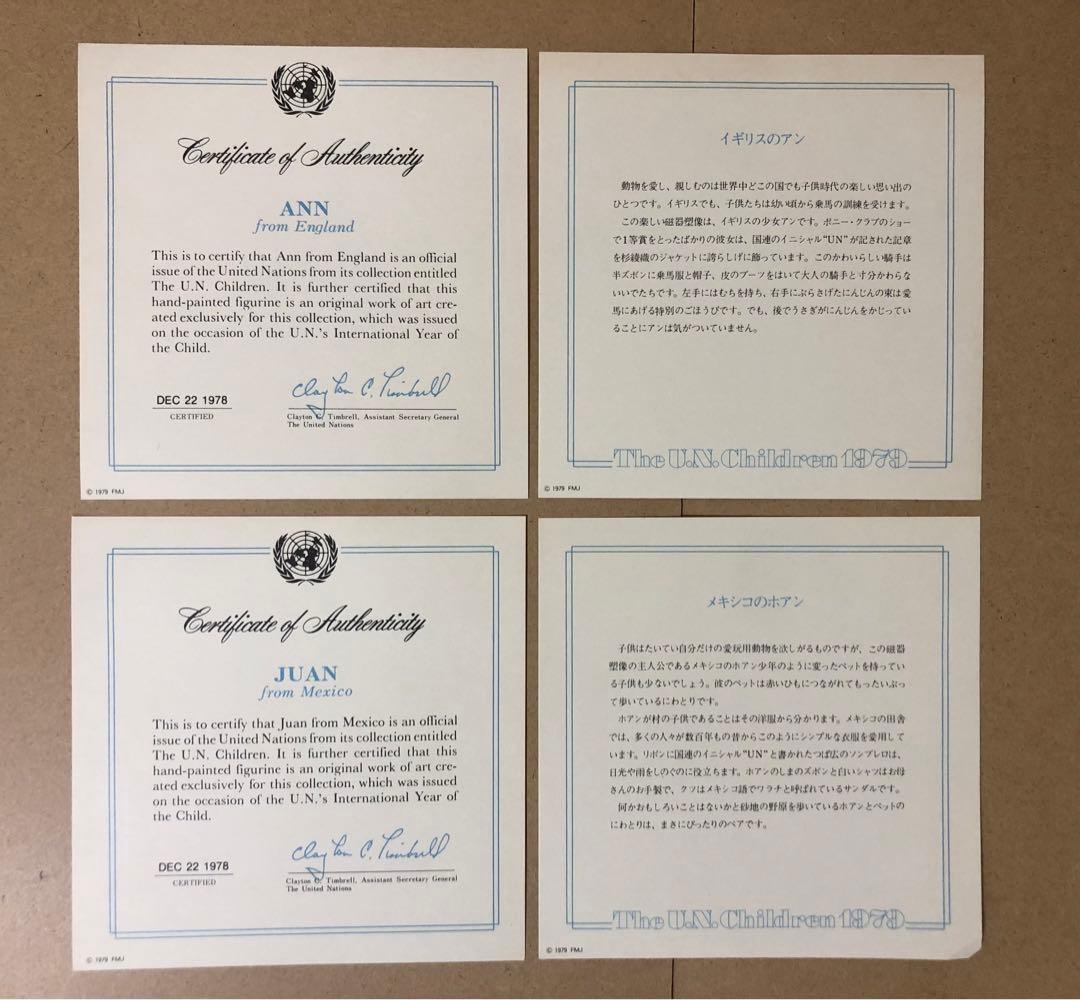 Certificate of Authenticity
ANN
from England
This is to certify that Ann from England is an official
issue of the United Nations from its collection entitled
The U.N. Children. It is further certified that this
hand-painted figurine is an original work of art cre-
ated exclusively for this collection, which was issued
on the occasion of the U.N.'s International Year of
the Child.
DEC 22 1978
CERTIFIED
Clayton C. Timbrell
Clayton C. Timbrell, Assistant Secretary General
The United Nations
© 1979 FMJ
イギリスのアン
動物を愛し、親しむのは世界中どこの国でも子供時代の楽しい思い出の
ひとつです。イギリスでも、子供たちは幼い頃から乗馬の訓練を受けます。
この楽しい磁器塑像は、イギリスの少女アンです。ポニー・クラブのショー
で1等賞をとったばかりの彼女は、国連のイニシャル“UN”が記された記章
を杉綾織のジャケットに誇らしげに飾っています。このかわいらしい騎手は
半ズボンに乗馬服と帽子、皮のブーツをはいて大人の騎手と寸分かわらな
いいでたちです。左手にはむちを持ち、右手にぶらさげたにんじんの束は愛
馬にあげる特別のごほうびです。でも、後でうさぎがにんじんをかじってい
ることにアンは気がついていません。
The U.N. Children 1979
© 1979 FMJ
Certificate of Authenticity
JUAN
from Mexico
This is to certify that Juan from Mexico is an official
issue of the United Nations from its collection entitled
The U.N. Children. It is further certified that this
hand-painted figurine is an original work of art cre-
ated exclusively for this collection, which was issued
on the occasion of the U.N.'s International Year of
the Child.
DEC 22 1978
CERTIFIED
Clayton C. Timbrell
Clayton C. Timbrell, Assistant Secretary General
The United Nations
© 1979 FMJ
メキシコのホアン
子供はたいてい自分だけの愛玩用動物を欲しがるものですが、この磁器
塑像の主人公であるメキシコのホアン少年のように変ったペットを持ってい
る子供も少ないでしょう。彼のペットは赤いひもにつながれてもったいぶっ
て歩いているにわとりです。
ホアンが村の子供であることはその洋服から分かります。メキシコの田舎
では、多くの人々が数百年もの昔からこのようにシンプルな衣服を愛用して
います。リボンに国連のイニシャル“UN”と書かれたつば広のソンブレロは、
日光や雨をしのぐのに役立ちます。ホアンのしまのズボンと白いシャツはお母
さんのお手製で、クツはメキシコ語でワラチと呼ばれているサンダルです。
何かおもしろいことはないかと砂地の野原を歩いているホアンとペットの
にわとりは、まさにぴったりのペアです。
The U.N. Children 1979
© 1979 FMJ